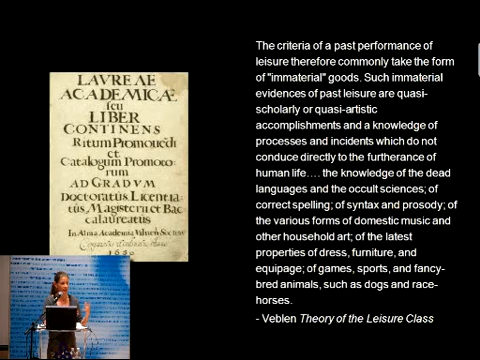 LAVREAE
ACADEMICÆ
seu
LIBER
CONTINENS
Ritum Promouēdi
et
Catalogum Promoto:
rum
AD GRADVM
Doctoratus Licentia:
tus Magisterii et Bac
calaureatus
In Alma Academia
1650
The criteria of a past performance of
leisure therefore commonly take the form
of "immaterial" goods. Such immaterial
evidences of past leisure are quasi-
scholarly or quasi-artistic
accomplishments and a knowledge of
processes and incidents which do not
conduce directly to the furtherance of
human life…. the knowledge of the dead
languages and the occult sciences; of
correct spelling; of syntax and prosody; of
the various forms of domestic music and
other household art; of the latest
properties of dress, furniture, and
equipage; of games, sports, and fancy-
bred animals, such as dogs and race-
horses.
- Veblen Theory of the Leisure Class